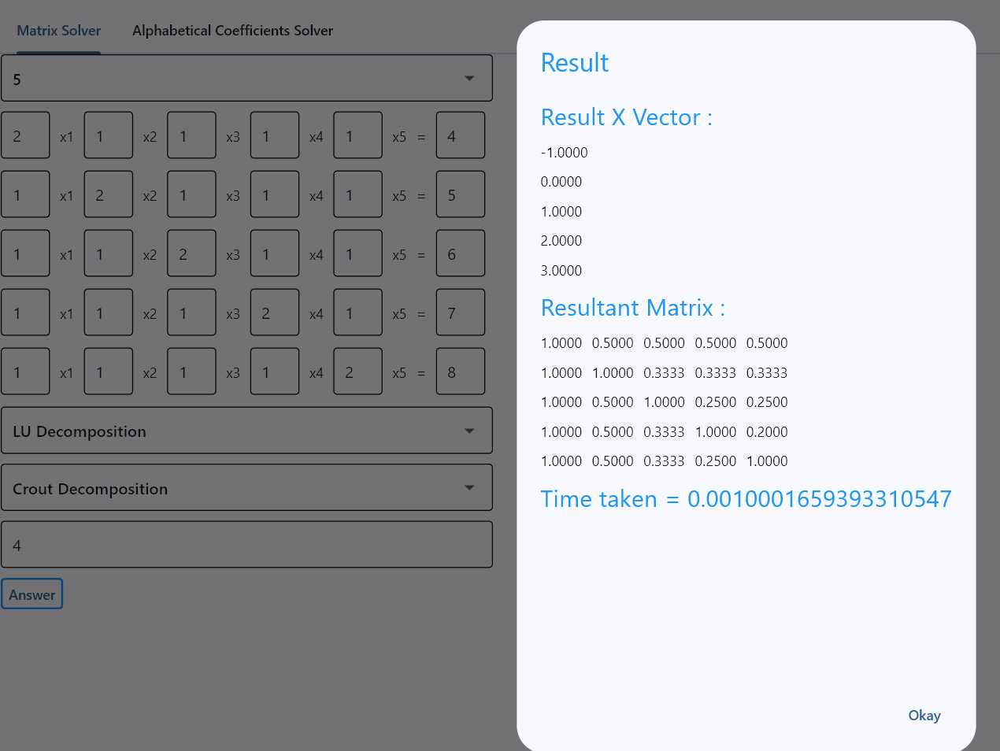 Matrix Solver Alphabetical Coefficients Solver
5
2 x1 1 x2 1 x3 1 x4 1 x5 = 4
1 x1 2 x2 1 x3 1 x4 1 x5 = 5
1 x1 1 x2 2 x3 1 x4 1 x5 = 6
1 x1 1 x2 1 x3 2 x4 1 x5 = 7
1 x1 1 x2 1 x3 1 x4 2 x5 = 8
LU Decomposition
Crout Decomposition
4
Answer
Result
Result X Vector :
-1.0000
0.0000
1.0000
2.0000
3.0000
Resultant Matrix :
1.0000 0.5000 0.5000 0.5000 0.5000
1.0000 1.0000 0.3333 0.3333 0.3333
1.0000 0.5000 1.0000 0.2500 0.2500
1.0000 0.5000 0.3333 1.0000 0.2000
1.0000 0.5000 0.3333 0.2500 1.0000
Time taken = 0.0010001659393310547
Okay